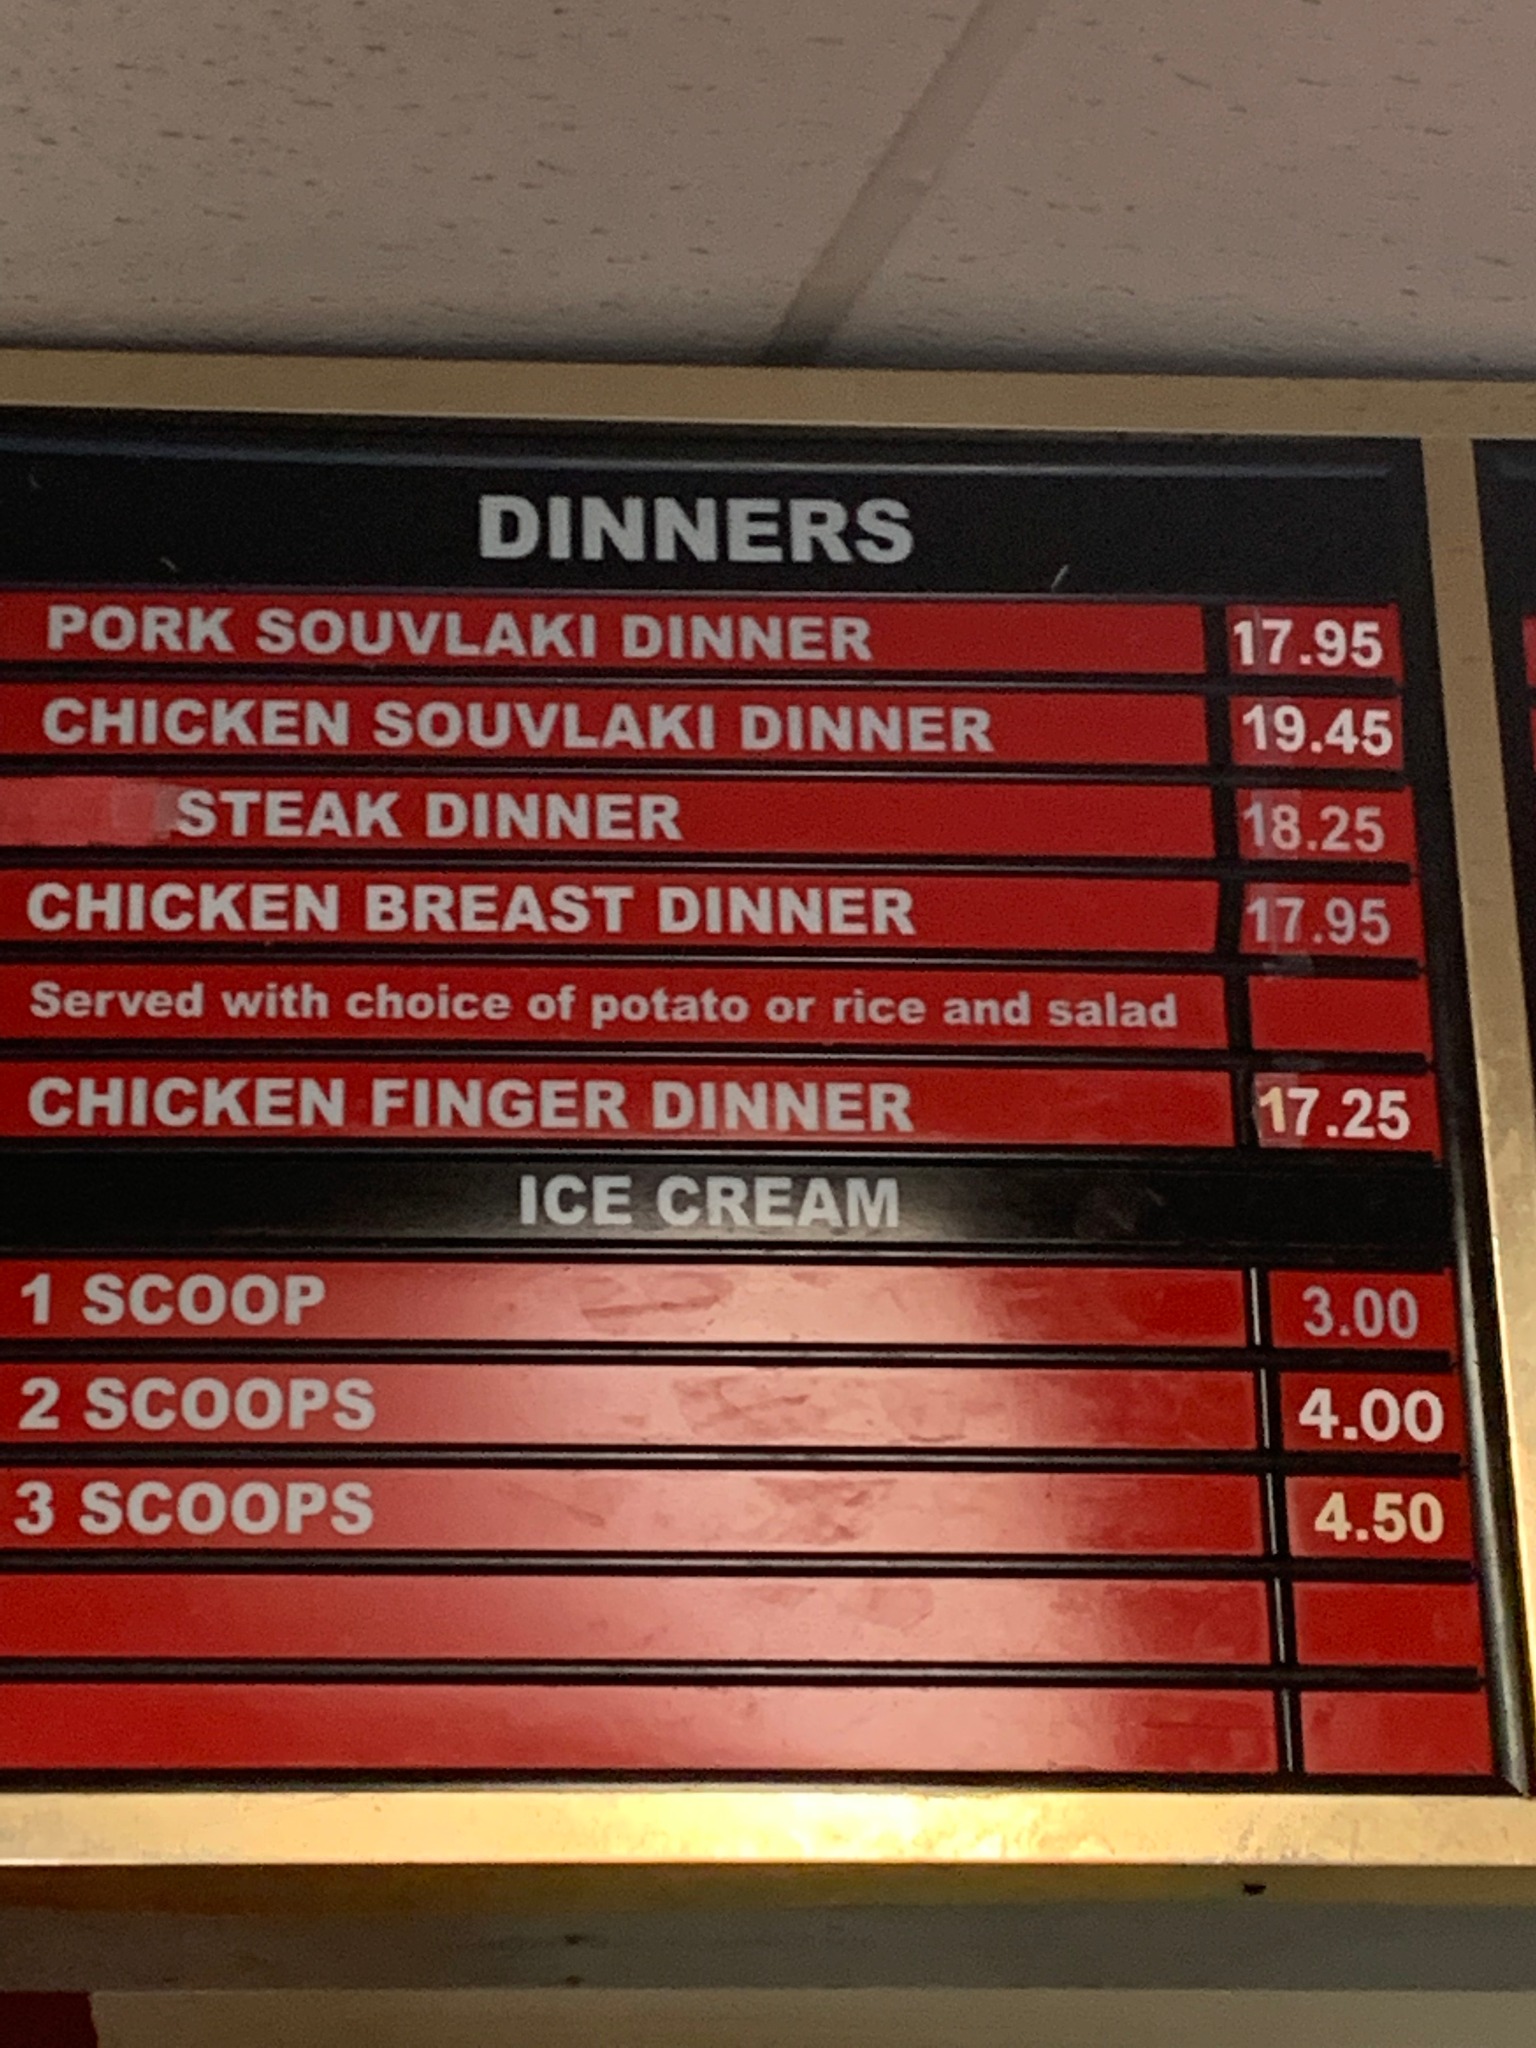 DINNERS
PORK SOUVLAKI DINNER 17.95
CHICKEN SOUVLAKI DINNER 19.45
STEAK DINNER 18.25
CHICKEN BREAST DINNER 17.95
Served with choice of potato or rice and salad
CHICKEN FINGER DINNER 17.25
ICE CREAM
1 SCOOP 3.00
2 SCOOPS 4.00
3 SCOOPS 4.50